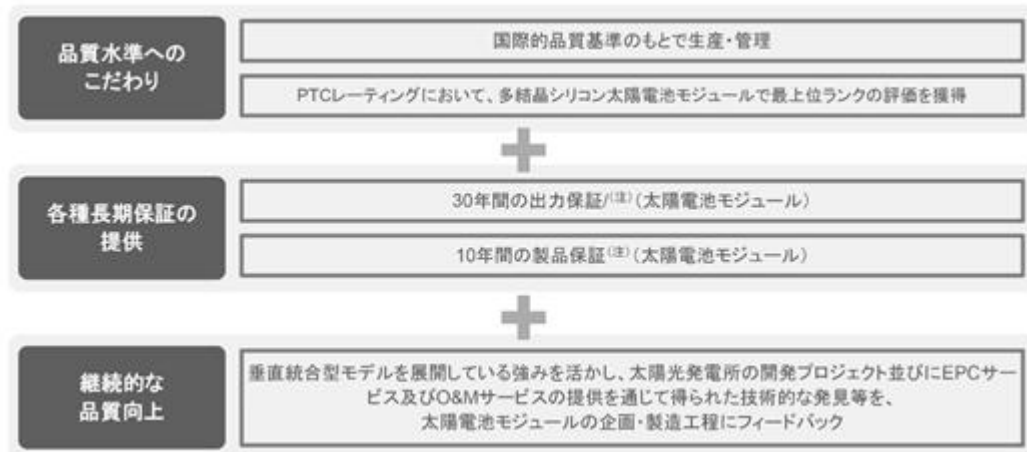 品質水準への
こだわり
国際的品質基準のもとで生産・管理
PTCレーティングにおいて、多結晶シリコン太陽電池モジュールで最上位ランクの評価を獲得
各種長期保証の
提供
30年間の出力保証/(注)(太陽電池モジュール)
10年間の製品保証(注)(太陽電池モジュール)
継続的な
品質向上
垂直統合型モデルを展開している強みを活かし、太陽光発電所の開発プロジェクト並びにEPCサー
ビス及びO&Mサービスの提供を通じて得られた技術的な発見等を、
太陽電池モジュールの企画・製造工程にフィードバック